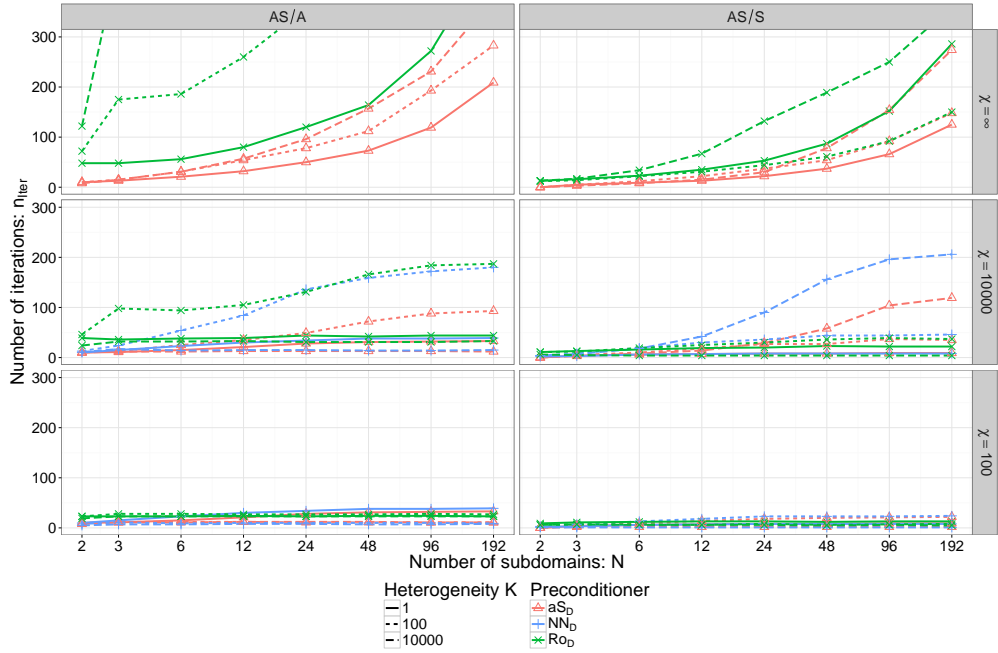 AS/A
AS/S
300
200
100
0
χ = ∞
Number of iterations: nIter
300
200
100
0
χ = 10000
300
200
100
0
χ = 100
2 3 6 12 24 48 96 192
2 3 6 12 24 48 96 192
Number of subdomains: N
Heterogeneity K
1
100
10000
Preconditioner
aSD
NND
RoD